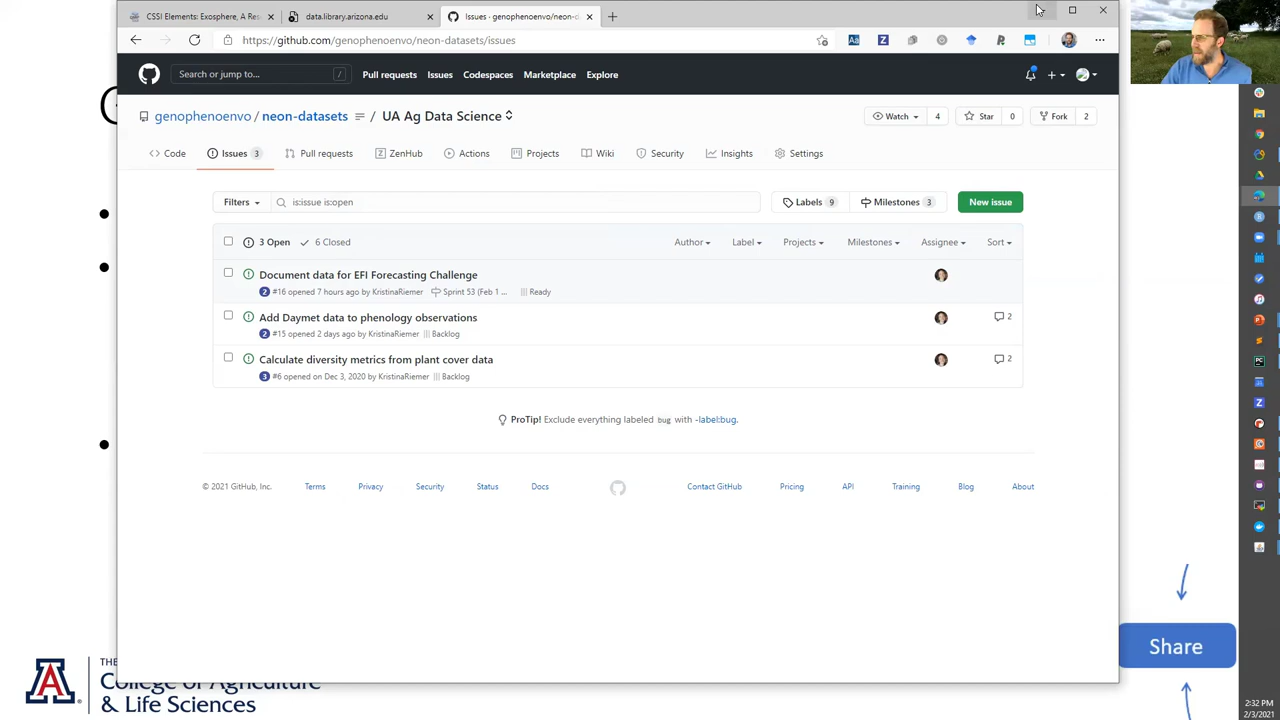 CSSI Elements: Exosphere, A Res
data.library.arizona.edu
Issues · genophenoenvo/neon-d
https://github.com/genophenoenvo/neon-datasets/issues
Search or jump to...
/
Pull requests
Issues
Codespaces
Marketplace
Explore
genophenoenvo / neon-datasets / UA Ag Data Science
Watch 4
Star 0
Fork 2
Code
Issues 3
Pull requests
ZenHub
Actions
Projects
Wiki
Security
Insights
Settings
Filters
is:issue is:open
Labels 9
Milestones 3
New issue
3 Open
6 Closed
Author
Label
Projects
Milestones
Assignee
Sort
Document data for EFI Forecasting Challenge
2 #16 opened 7 hours ago by KristinaRiemer Sprint 53 (Feb 1 ... Ready
Add Daymet data to phenology observations
2
2 #15 opened 2 days ago by KristinaRiemer Backlog
Calculate diversity metrics from plant cover data
2
3 #6 opened on Dec 3, 2020 by KristinaRiemer Backlog
ProTip! Exclude everything labeled bug with -label:bug.
© 2021 GitHub, Inc.
Terms
Privacy
Security
Status
Docs
Contact GitHub
Pricing
API
Training
Blog
About
Share
A
THE
College of Agriculture
& Life Sciences
2:32 PM
2/3/2021